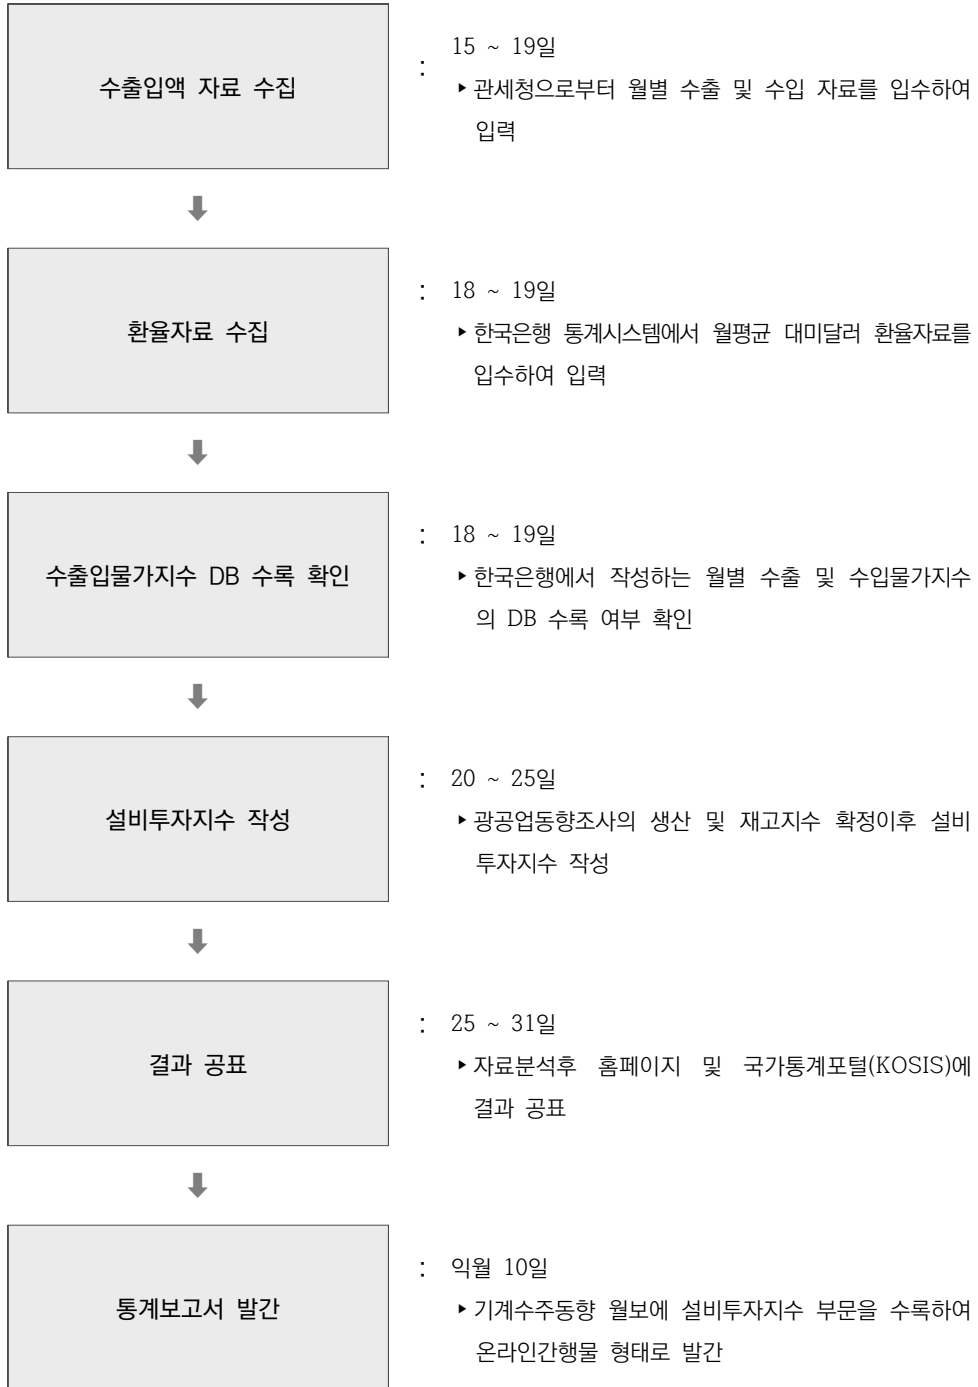 수출입액 자료 수집
:
15 ~ 19일
▸관세청으로부터 월별 수출 및 수입 자료를 입수하여
입력
환율자료 수집
: 18 ~ 19일
▸한국은행 통계시스템에서 월평균 대미달러 환율자료를
입수하여 입력
수출입물가지수 DB 수록 확인
: 18 ~ 19일
▸한국은행에서 작성하는 월별 수출 및 수입물가지수
의 DB 수록 여부 확인
설비투자지수 작성
: 20 ~ 25일
▸광공업동향조사의 생산 및 재고지수 확정이후 설비
투자지수 작성
결과 공표
: 25 ~ 31일
▸자료분석후 홈페이지 및 국가통계포털(KOSIS)에
결과 공표
통계보고서 발간
: 익월 10일
▸기계수주동향 월보에 설비투자지수 부문을 수록하여
온라인간행물 형태로 발간